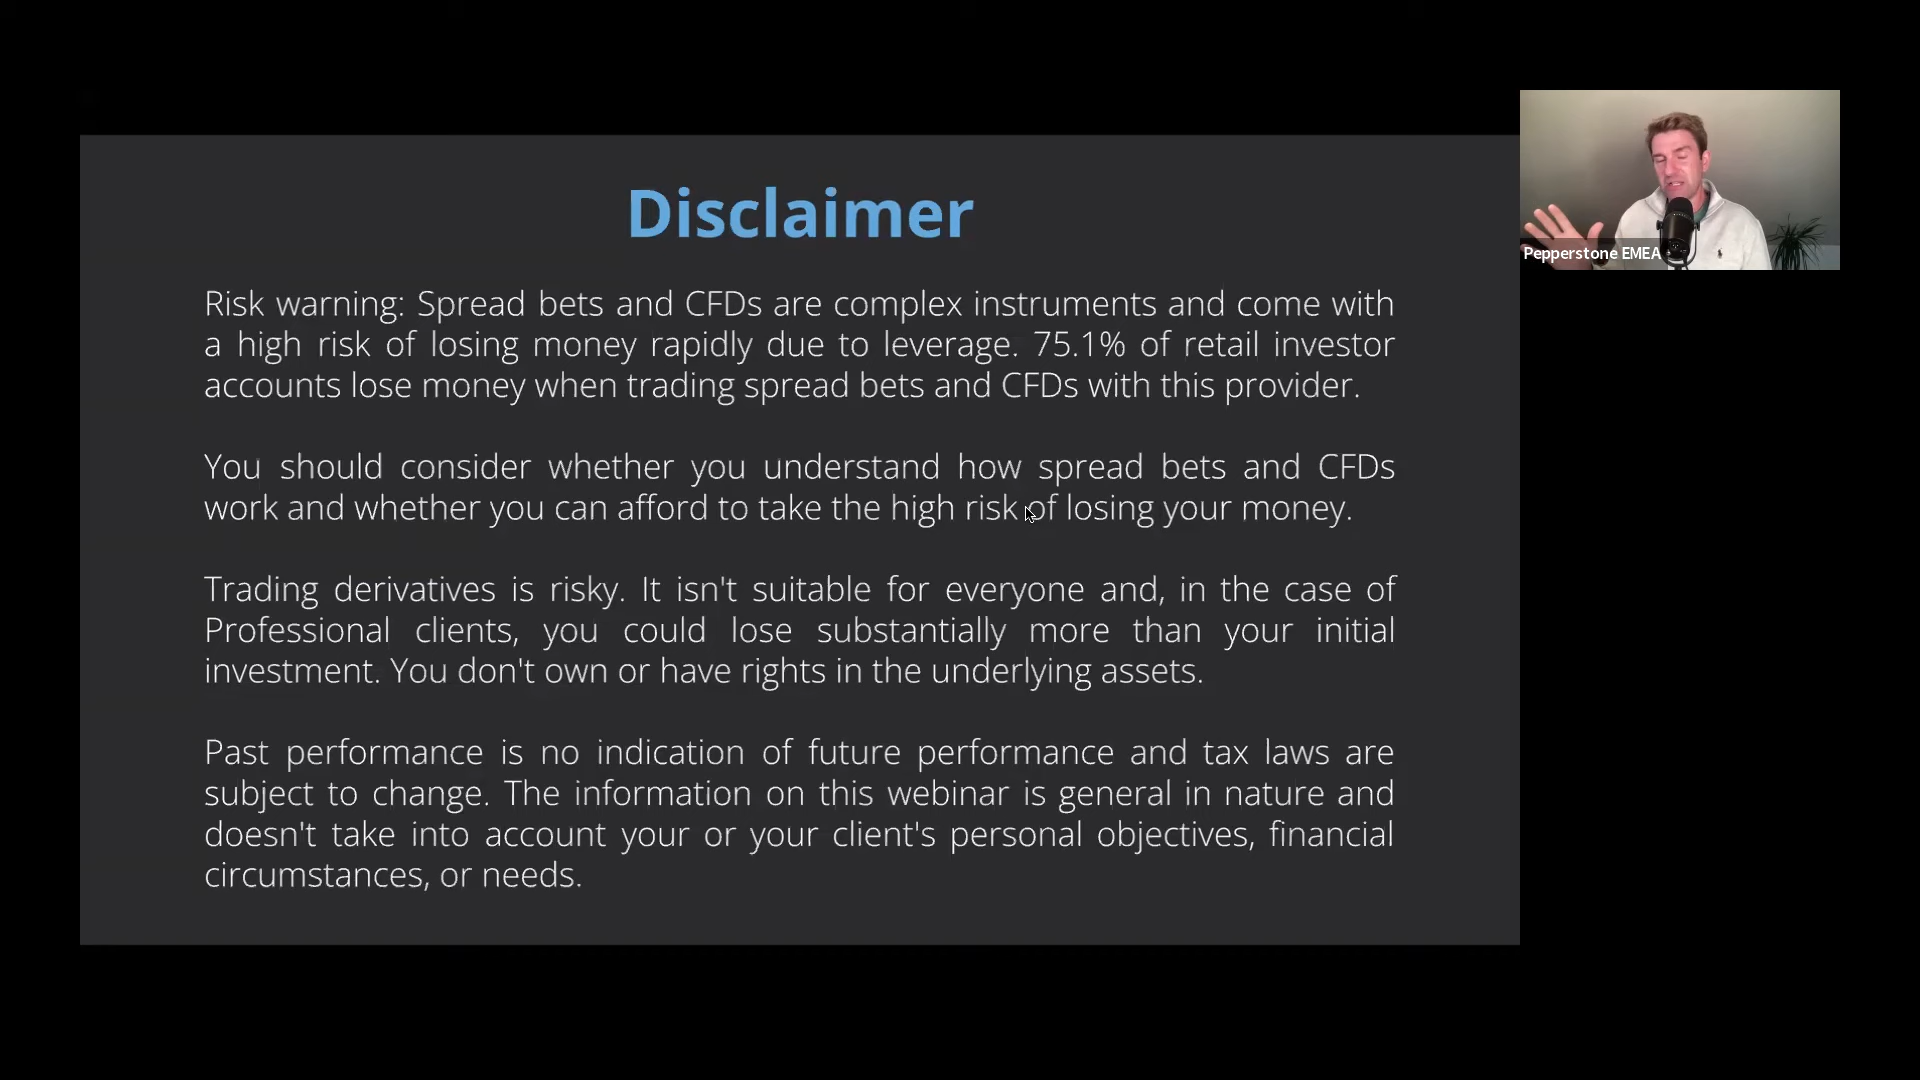 Disclaimer
Risk warning: Spread bets and CFDs are complex instruments and come with
a high risk of losing money rapidly due to leverage. 75.1% of retail investor
accounts lose money when trading spread bets and CFDs with this provider.
You should consider whether you understand how spread bets and CFDs
work and whether you can afford to take the high risk of losing your money.
Trading derivatives is risky. It isn't suitable for everyone and, in the case of
Professional clients, you could lose substantially more than your initial
investment. You don't own or have rights in the underlying assets.
Past performance is no indication of future performance and tax laws are
subject to change. The information on this webinar is general in nature and
doesn't take into account your or your client's personal objectives, financial
circumstances, or needs.
Pepperstone EMEA